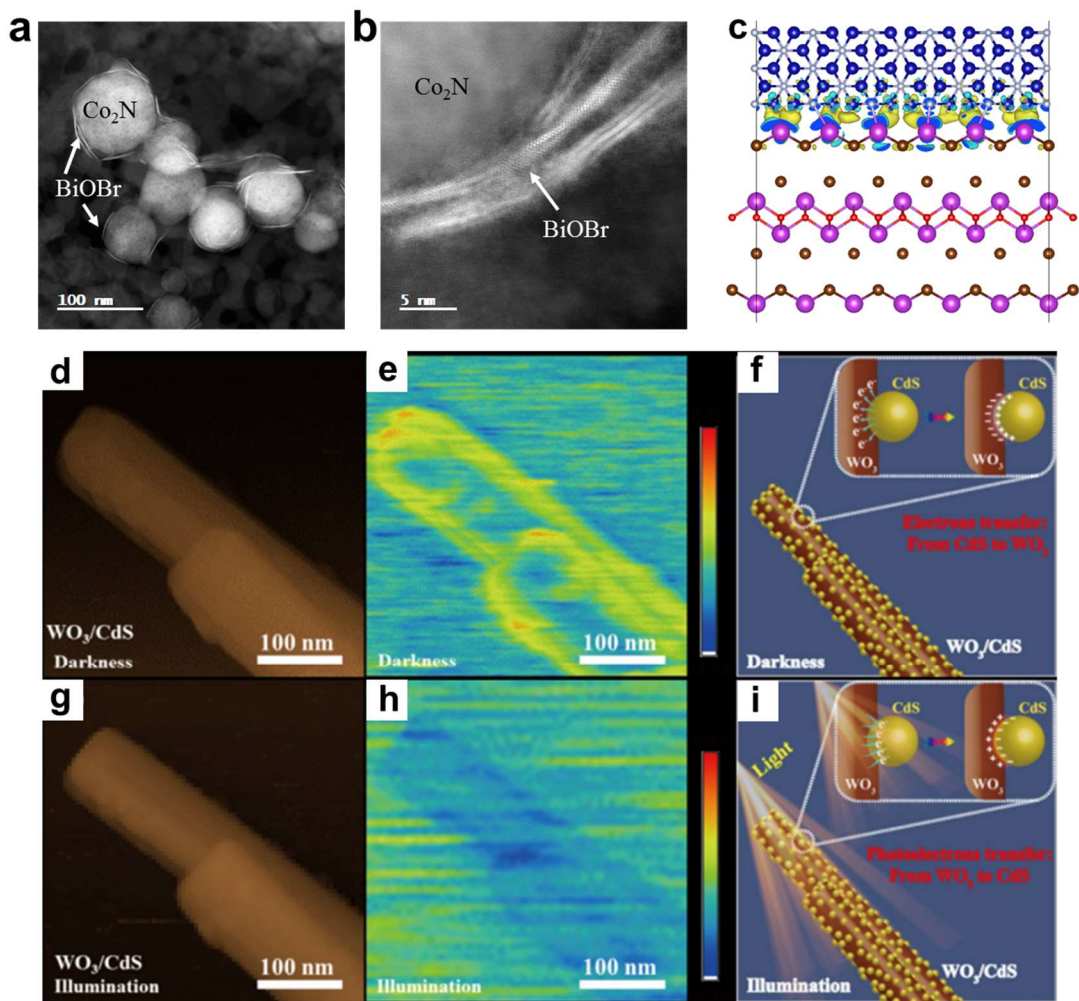 a
Co₂N
BiOBr
100 nm
b
Co₂N
BiOBr
5 nm
c
d
WO₃/CdS
Darkness
100 nm
e
Darkness
100 nm
f
CdS
CdS
e⁻
e⁻
e⁻
e⁻
e⁻
WO₃
WO₃
Electrons transfer:
From CdS to WO₃
WO₃/CdS
Darkness
g
WO₃/CdS
Illumination
100 nm
h
100 nm
i
CdS
CdS
WO₃
WO₃
Light
Photoelectrons transfer:
From WO₃ to CdS
WO₃/CdS
Illumination